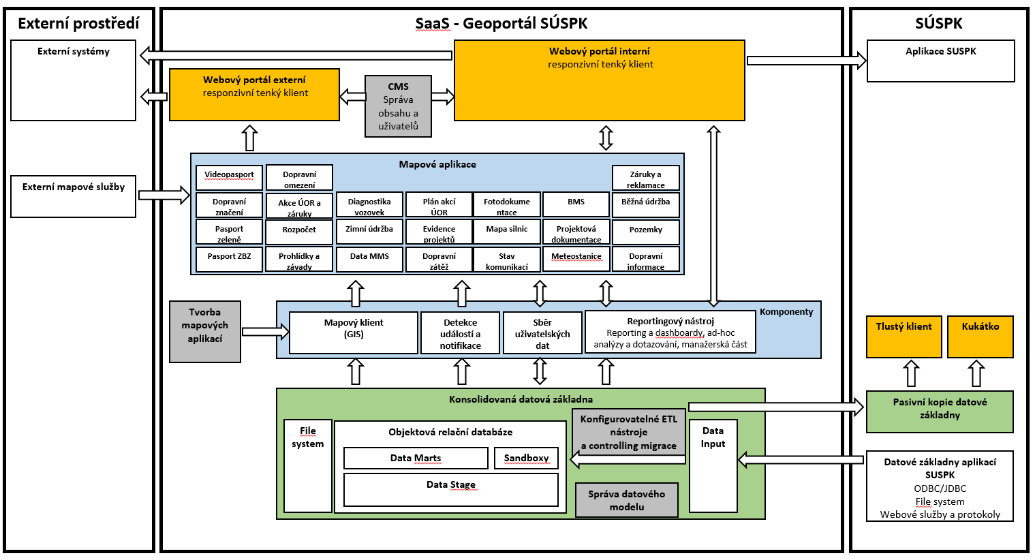 Externí prostředí
SaaS - Geoportál SÚSPK
SÚSPK
Externí systémy
Webový portál interní
responzivní tenký klient
Aplikace SUSPK
Webový portál externí
responzivní tenký klient
CMS
Správa
obsahu a
uživatelů
Externí mapové služby
Mapové aplikace
Videopasport
Dopravní
omezení
Záruky a
reklamace
Dopravní
značení
Akce ÚOR a
záruky
Diagnostika
vozovek
Plán akcí
ÚOR
Fotodokume
ntace
BMS
Běžná údržba
Pasport
zeleně
Rozpočet
Zimní údržba
Evidence
projektů
Mapa silnic
Projektová
dokumentace
Pozemky
Pasport ZBZ
Prohlídky a
závady
Data MMS
Dopravní
zátěž
Stav
komunikací
Meteostanice
Dopravní
informace
Tvorba
mapových
aplikací
Komponenty
Mapový klient
(GIS)
Detekce
událostí a
notifikace
Sběr
uživatelských
dat
Reportingový nástroj
Reporting a dashboardy, ad-hoc
analýzy a dotazování, manažerská část
Tlustý klient
Kukátko
Konsolidovaná datová základna
Pasivní kopie datové
základny
File
system
Objektová relační databáze
Data Marts
Sandboxy
Data Stage
Konfigurovatelné ETL
nástroje
a controlling migrace
Správa datového
modelu
Data
Input
Datové základny aplikací
SUSPK
ODBC/JDBC
File system
Webové služby a protokoly